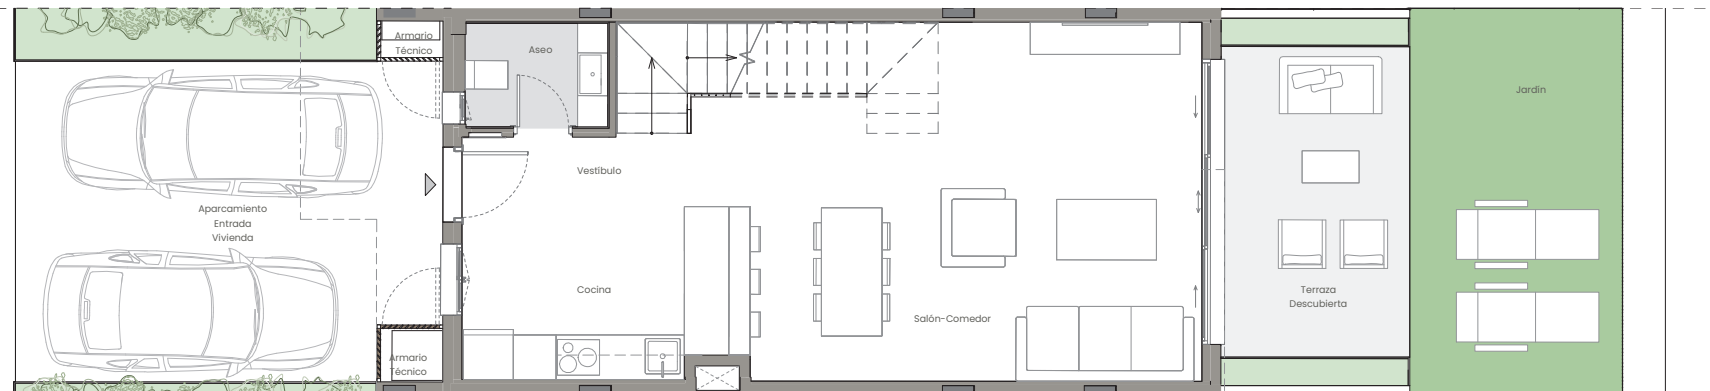 Armario
Técnico
Aseo
Jardín
Vestíbulo
Aparcamiento
Entrada
Vivienda
Cocina
Terraza
Descubierta
Salón-Comedor
Armario
Técnico